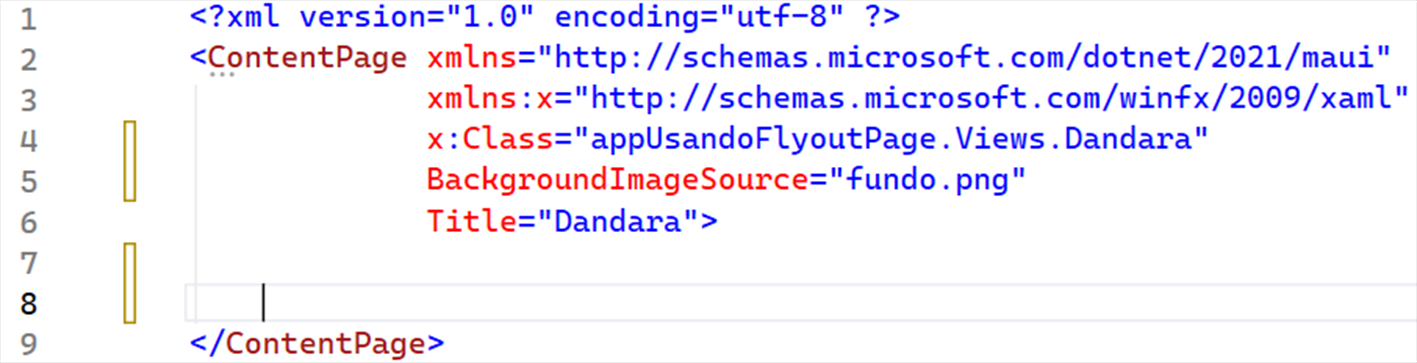 1 <?xml version="1.0" encoding="utf-8" ?>
2 <ContentPage xmlns="http://schemas.microsoft.com/dotnet/2021/maui"
3 xmlns:x="http://schemas.microsoft.com/winfx/2009/xaml"
4 x:Class="appUsandoFlyoutPage.Views.Dandara"
5 BackgroundImageSource="fundo.png"
6 Title="Dandara">
7
8
9 </ContentPage>